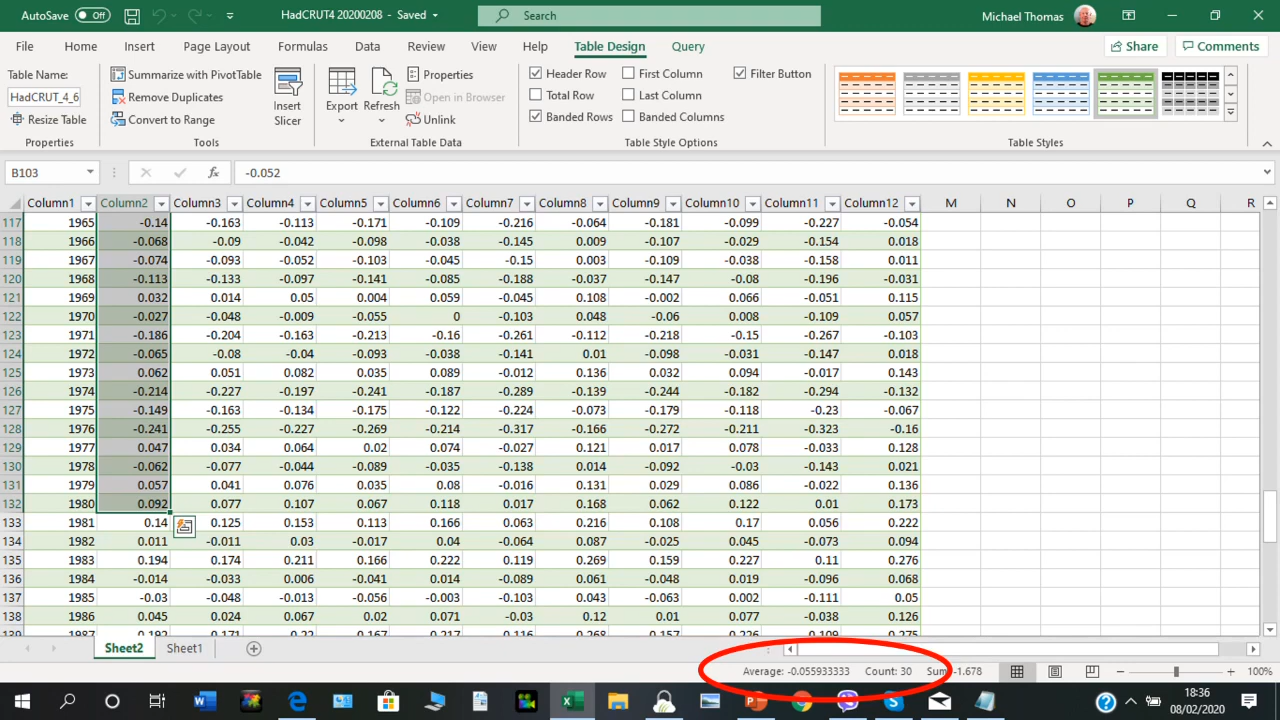 AutoSave Off HadCRUT4 20200208 - Saved Search Michael Thomas
File Home Insert Page Layout Formulas Data Review View Help Table Design Query Share Comments
Table Name: Summarize with PivotTable Properties Header Row First Column Filter Button
HadCRUT_4_6 Remove Duplicates Insert Slicer Export Refresh Open in Browser Total Row Last Column
Resize Table Convert to Range Unlink Banded Rows Banded Columns
Properties Tools External Table Data Table Style Options Table Styles
B103 fx -0.052
Column1 Column2 Column3 Column4 Column5 Column6 Column7 Column8 Column9 Column10 Column11 Column12 M N O P Q R
117 1965 -0.14 -0.163 -0.113 -0.171 -0.109 -0.216 -0.064 -0.181 -0.099 -0.227 -0.054
118 1966 -0.068 -0.09 -0.042 -0.098 -0.038 -0.145 0.009 -0.107 -0.029 -0.154 0.018
119 1967 -0.074 -0.093 -0.052 -0.103 -0.045 -0.15 0.003 -0.109 -0.038 -0.158 0.011
120 1968 -0.113 -0.133 -0.097 -0.141 -0.085 -0.188 -0.037 -0.147 -0.08 -0.196 -0.031
121 1969 0.032 0.014 0.05 0.004 0.059 -0.045 0.108 -0.002 0.066 -0.051 0.115
122 1970 -0.027 -0.048 -0.009 -0.055 0 -0.103 0.048 -0.06 0.008 -0.109 0.057
123 1971 -0.186 -0.204 -0.163 -0.213 -0.16 -0.261 -0.112 -0.218 -0.15 -0.267 -0.103
124 1972 -0.065 -0.08 -0.04 -0.093 -0.038 -0.141 0.01 -0.098 -0.031 -0.147 0.018
125 1973 0.062 0.051 0.082 0.035 0.089 -0.012 0.136 0.032 0.094 -0.017 0.143
126 1974 -0.214 -0.227 -0.197 -0.241 -0.187 -0.289 -0.139 -0.244 -0.182 -0.294 -0.132
127 1975 -0.149 -0.163 -0.134 -0.175 -0.122 -0.224 -0.073 -0.179 -0.118 -0.23 -0.067
128 1976 -0.241 -0.255 -0.227 -0.269 -0.214 -0.317 -0.166 -0.272 -0.211 -0.323 -0.16
129 1977 0.047 0.034 0.064 0.02 0.074 -0.027 0.121 0.017 0.078 -0.033 0.128
130 1978 -0.062 -0.077 -0.044 -0.089 -0.035 -0.138 0.014 -0.092 -0.03 -0.143 0.021
131 1979 0.057 0.041 0.076 0.035 0.08 -0.016 0.131 0.029 0.086 -0.022 0.136
132 1980 0.092 0.077 0.107 0.067 0.118 0.017 0.168 0.062 0.122 0.01 0.173
133 1981 0.14 0.125 0.153 0.113 0.166 0.063 0.216 0.108 0.17 0.056 0.222
134 1982 0.011 -0.011 0.03 -0.017 0.04 -0.064 0.087 -0.025 0.045 -0.073 0.094
135 1983 0.194 0.174 0.211 0.166 0.222 0.119 0.269 0.159 0.227 0.11 0.276
136 1984 -0.014 -0.033 0.006 -0.041 0.014 -0.089 0.061 -0.048 0.019 -0.096 0.068
137 1985 -0.03 -0.048 -0.013 -0.056 -0.003 -0.103 0.043 -0.063 0.002 -0.111 0.05
138 1986 0.045 0.024 0.067 0.02 0.071 -0.03 0.12 0.01 0.077 -0.038 0.126
139 1987 0.192 0.171 0.22 0.167 0.217 0.116 0.268 0.157 0.226 0.109 0.275
Sheet2 Sheet1
Average: -0.055933333 Count: 30 Sum: -1.678 100%
18:36
08/02/2020